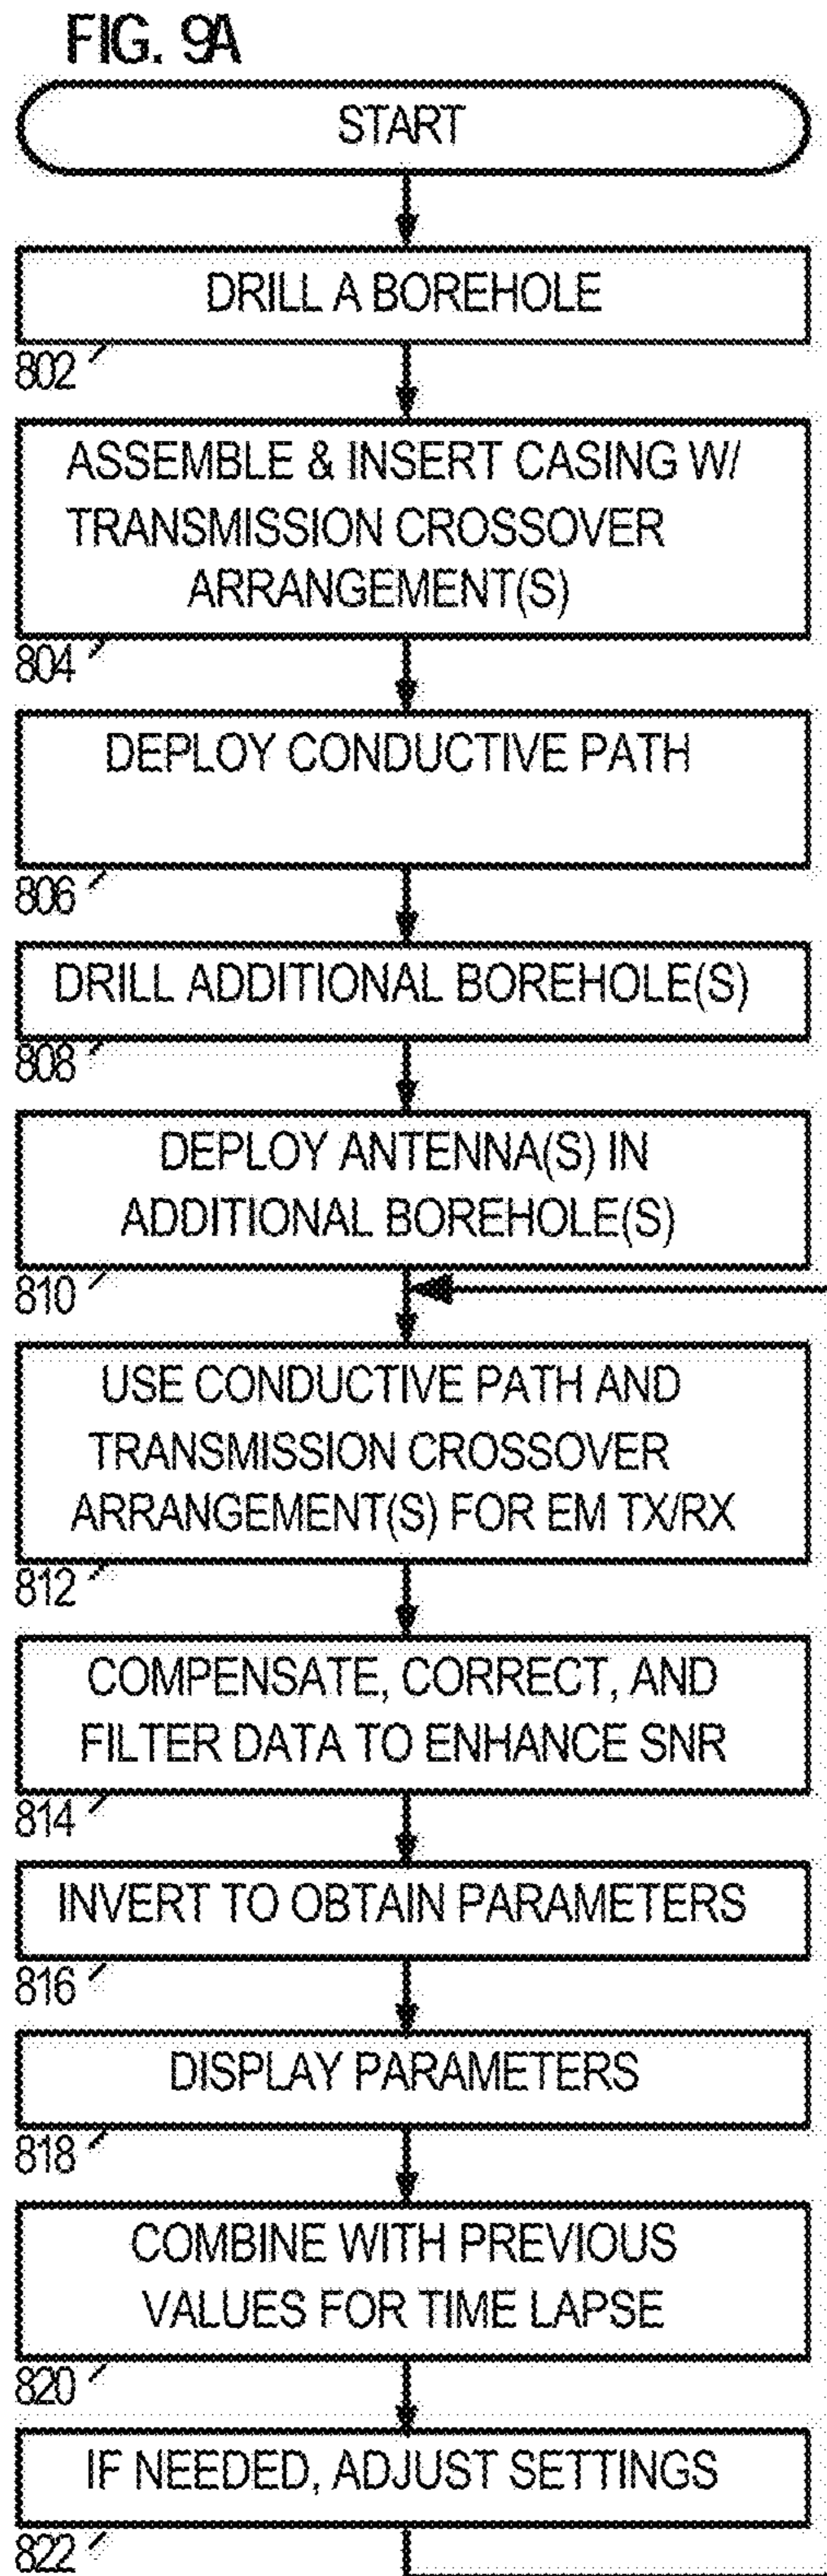 FIG. 9A
START
DRILL A BOREHOLE
802
ASSEMBLE & INSERT CASING W/
TRANSMISSION CROSSOVER
ARRANGEMENT(S)
804
DEPLOY CONDUCTIVE PATH
806
DRILL ADDITIONAL BOREHOLE(S)
808
DEPLOY ANTENNA(S) IN
ADDITIONAL BOREHOLE(S)
810
USE CONDUCTIVE PATH AND
TRANSMISSION CROSSOVER
ARRANGEMENT(S) FOR EM TX/RX
812
COMPENSATE, CORRECT, AND
FILTER DATA TO ENHANCE SNR
814
INVERT TO OBTAIN PARAMETERS
816
DISPLAY PARAMETERS
818
COMBINE WITH PREVIOUS
VALUES FOR TIME LAPSE
820
IF NEEDED, ADJUST SETTINGS
822